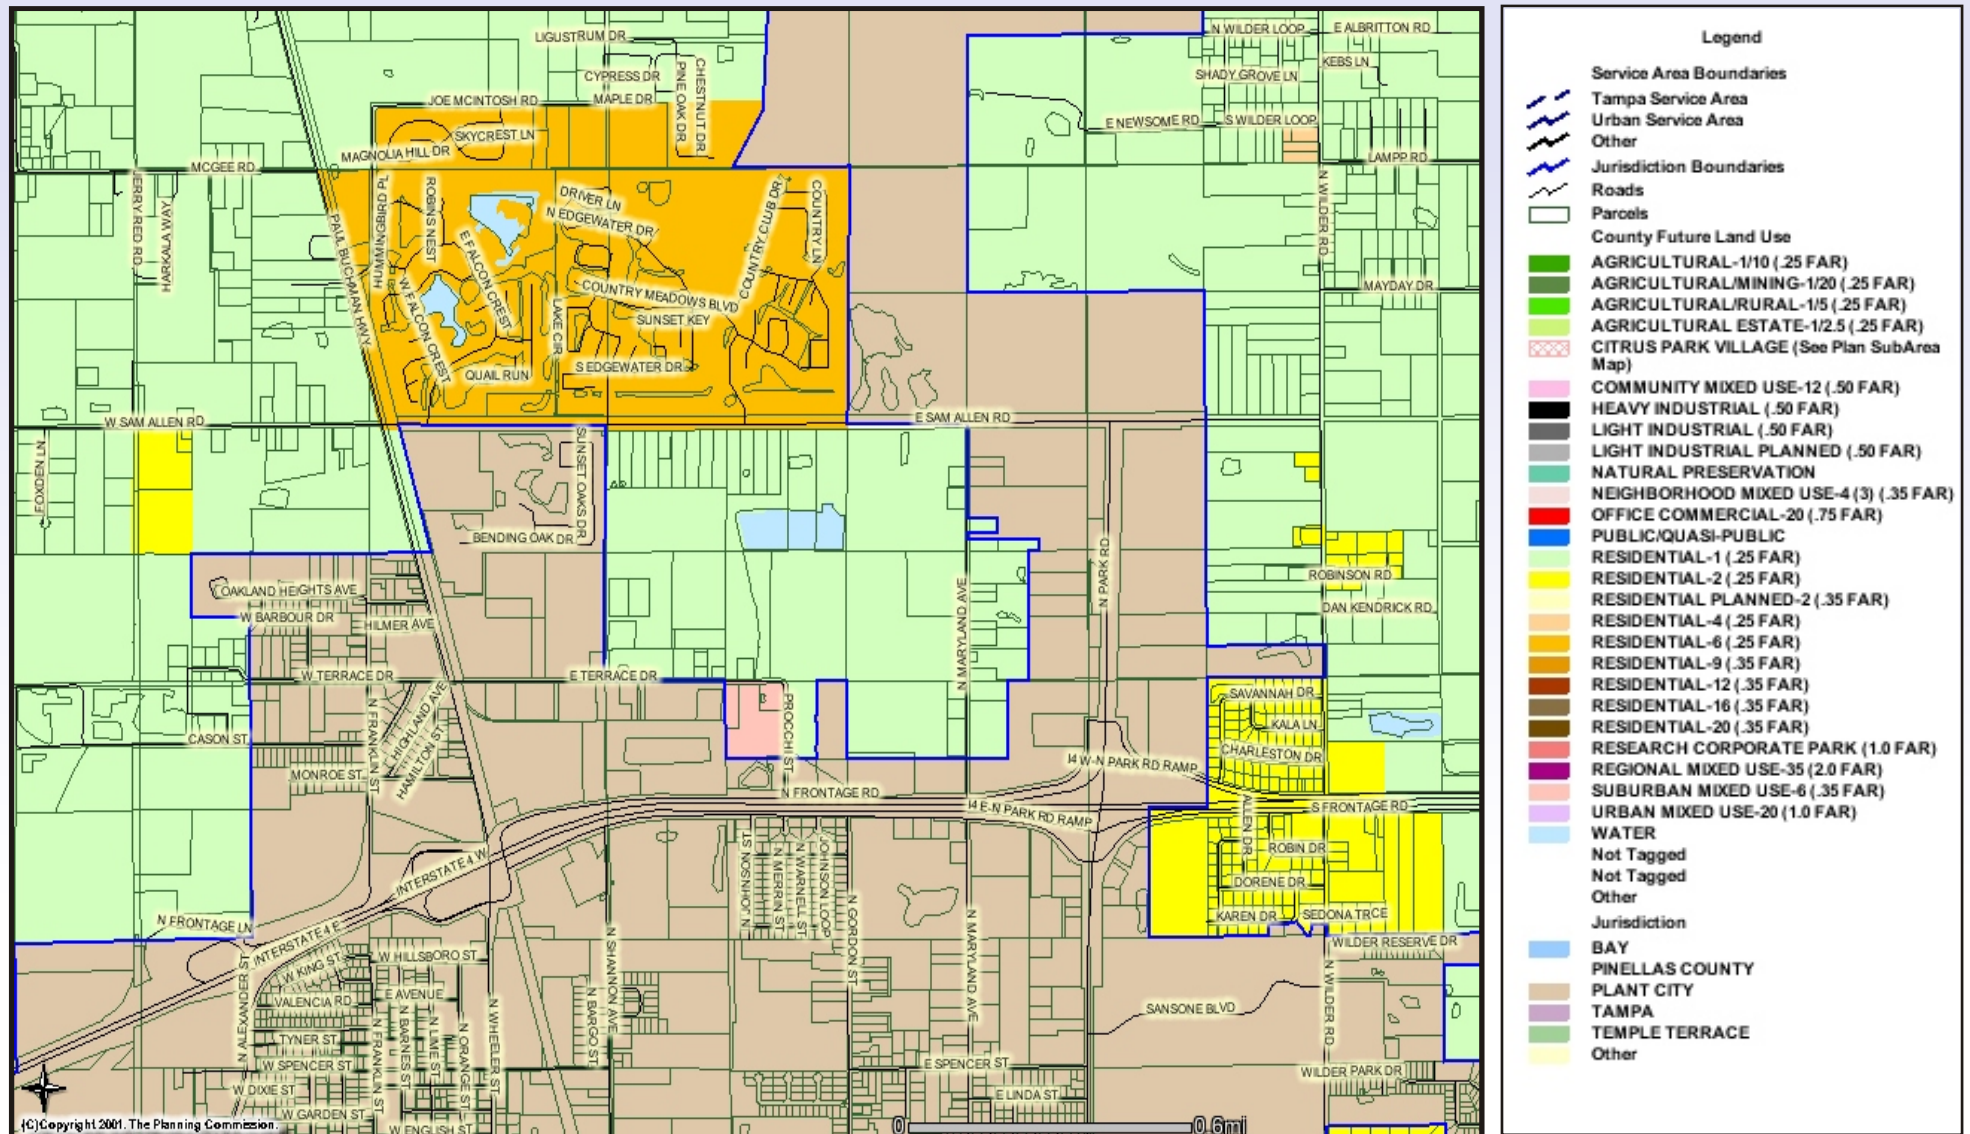 LIGUSTRUM DR
CYPRESS DR
PINE OAK DR
CHESTNUT DR
N WILDER LOOP
E ALBRITTON RD
KEBS LN
SHADY GROVE LN
JOE MCINTOSH RD
MAPLE DR
SKYCREST LN
MAGNOLIA HILL DR
E NEWSOME RD
S WILDER LOOP
LAMPP RD
MCGEE RD
JERRY RED RD
HARKALA WAY
PAUL BUCHMAN HWY
HUMMINGBIRD PL
ROBINS NEST
E FALCON CREST
W FALCON CREST
DRIVER LN
N EDGEWATER DR
COUNTRY CLUB DR
COUNTRY LN
N WILDER RD
COUNTRY MEADOWS BLVD
SUNSET KEY
LAKE CIR
S EDGEWATER DR
QUAIL RUN
MAYDAY DR
W SAM ALLEN RD
E SAM ALLEN RD
FOXDEN LN
SUNSET OAKS DR
BENDING OAK DR
N PARK RD
N MARYLAND AVE
OAKLAND HEIGHTS AVE
W BARBOUR DR
HILMER AVE
ROBINSON RD
DAN KENDRICK RD
W TERRACE DR
E TERRACE DR
N FRANKLIN ST
HIGHLAND AVE
HAMILTON ST
PROCCHI ST
SAVANNAH DR
KALA LN
CHARLESTON DR
CASON ST
MONROE ST
I4 W-N PARK RD RAMP
N FRONTAGE RD
I4 E-N PARK RD RAMP
S FRONTAGE RD
ALLEN DR
ROBIN DR
DORENE DR
KAREN DR
SEDONA TRCE
INTERSTATE 4 W
N JOHNSON ST
N MERRIN ST
N WARNELL ST
JOHNSON LOOP
N GORDON ST
N MARYLAND AVE
N FRONTAGE LN
INTERSTATE 4 E
W KING ST
W HILLSBORO ST
N SHANNON AVE
WILDER RESERVE DR
N WILDER RD
N ALEXANDER ST
VALENCIA RD
E AVENUE
N BARGO ST
SANSONE BLVD
TYNER ST
N FRANKLIN ST
N BARNES ST
N LIME ST
N ORANGE ST
N WHEELER ST
W SPENCER ST
E SPENCER ST
WILDER PARK DR
W DIXIE ST
E LINDA ST
W GARDEN ST
W ENGLISH ST
(C)Copyright 2001. The Planning Commission.
0 0.6mi
Legend
Service Area Boundaries
Tampa Service Area
Urban Service Area
Other
Jurisdiction Boundaries
Roads
Parcels
County Future Land Use
AGRICULTURAL-1/10 (.25 FAR)
AGRICULTURAL/MINING-1/20 (.25 FAR)
AGRICULTURAL/RURAL-1/5 (.25 FAR)
AGRICULTURAL ESTATE-1/2.5 (.25 FAR)
CITRUS PARK VILLAGE (See Plan SubArea
Map)
COMMUNITY MIXED USE-12 (.50 FAR)
HEAVY INDUSTRIAL (.50 FAR)
LIGHT INDUSTRIAL (.50 FAR)
LIGHT INDUSTRIAL PLANNED (.50 FAR)
NATURAL PRESERVATION
NEIGHBORHOOD MIXED USE-4 (3) (.35 FAR)
OFFICE COMMERCIAL-20 (.75 FAR)
PUBLIC/QUASI-PUBLIC
RESIDENTIAL-1 (.25 FAR)
RESIDENTIAL-2 (.25 FAR)
RESIDENTIAL PLANNED-2 (.35 FAR)
RESIDENTIAL-4 (.25 FAR)
RESIDENTIAL-6 (.25 FAR)
RESIDENTIAL-9 (.35 FAR)
RESIDENTIAL-12 (.35 FAR)
RESIDENTIAL-16 (.35 FAR)
RESIDENTIAL-20 (.35 FAR)
RESEARCH CORPORATE PARK (1.0 FAR)
REGIONAL MIXED USE-35 (2.0 FAR)
SUBURBAN MIXED USE-6 (.35 FAR)
URBAN MIXED USE-20 (1.0 FAR)
WATER
Not Tagged
Not Tagged
Other
Jurisdiction
BAY
PINELLAS COUNTY
PLANT CITY
TAMPA
TEMPLE TERRACE
Other